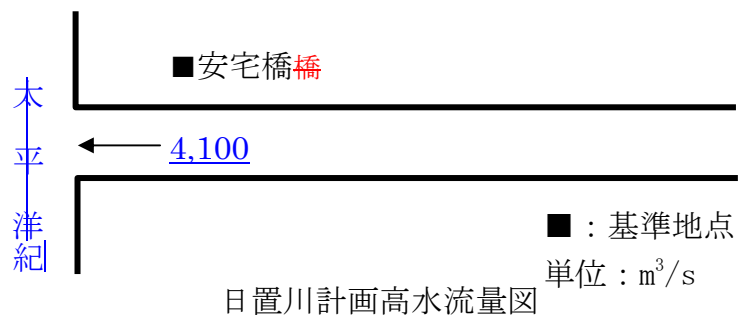 ■安宅橋橋
太平洋紀
4,100
■：基準地点
単位：m³/s
日置川計画高水流量図